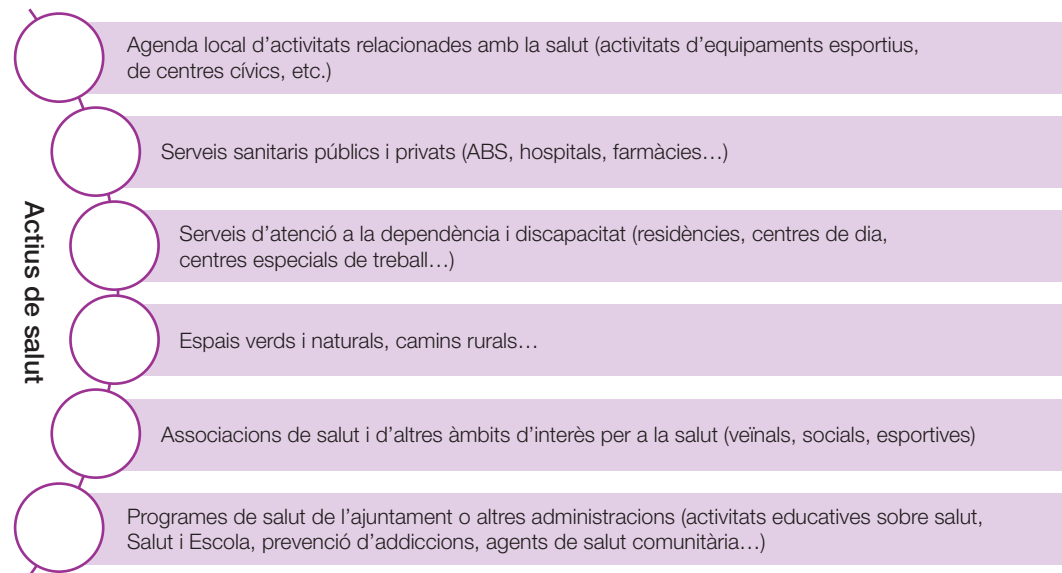 Actius de salut
Agenda local d’activitats relacionades amb la salut (activitats d’equipaments esportius,
de centres cívics, etc.)
Serveis sanitaris públics i privats (ABS, hospitals, farmàcies…)
Serveis d’atenció a la dependència i discapacitat (residències, centres de dia,
centres especials de treball…)
Espais verds i naturals, camins rurals…
Associacions de salut i d’altres àmbits d’interès per a la salut (veïnals, socials, esportives)
Programes de salut de l’ajuntament o altres administracions (activitats educatives sobre salut,
Salut i Escola, prevenció d’addiccions, agents de salut comunitària…)